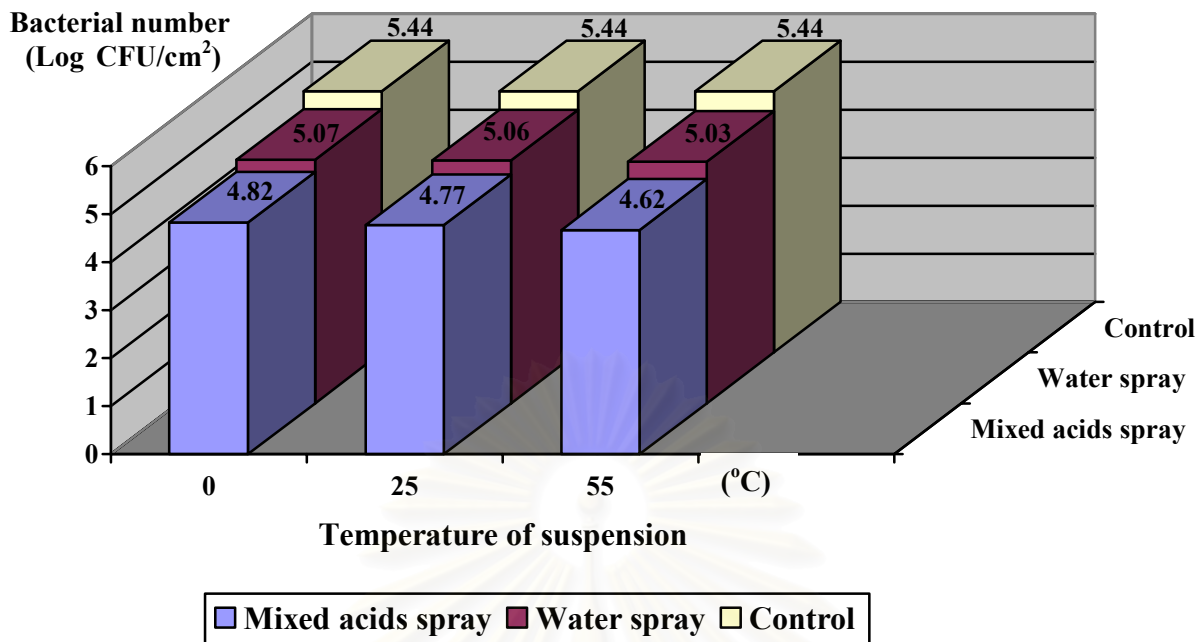 Bacterial number
(Log CFU/cm²)
5.44 5.44 5.44
5.07 5.06 5.03
4.82 4.77 4.62
6
5
4
3
2
1
0
Control
Water spray
Mixed acids spray
0 25 55 (°C)
Temperature of suspension
Mixed acids spray Water spray Control